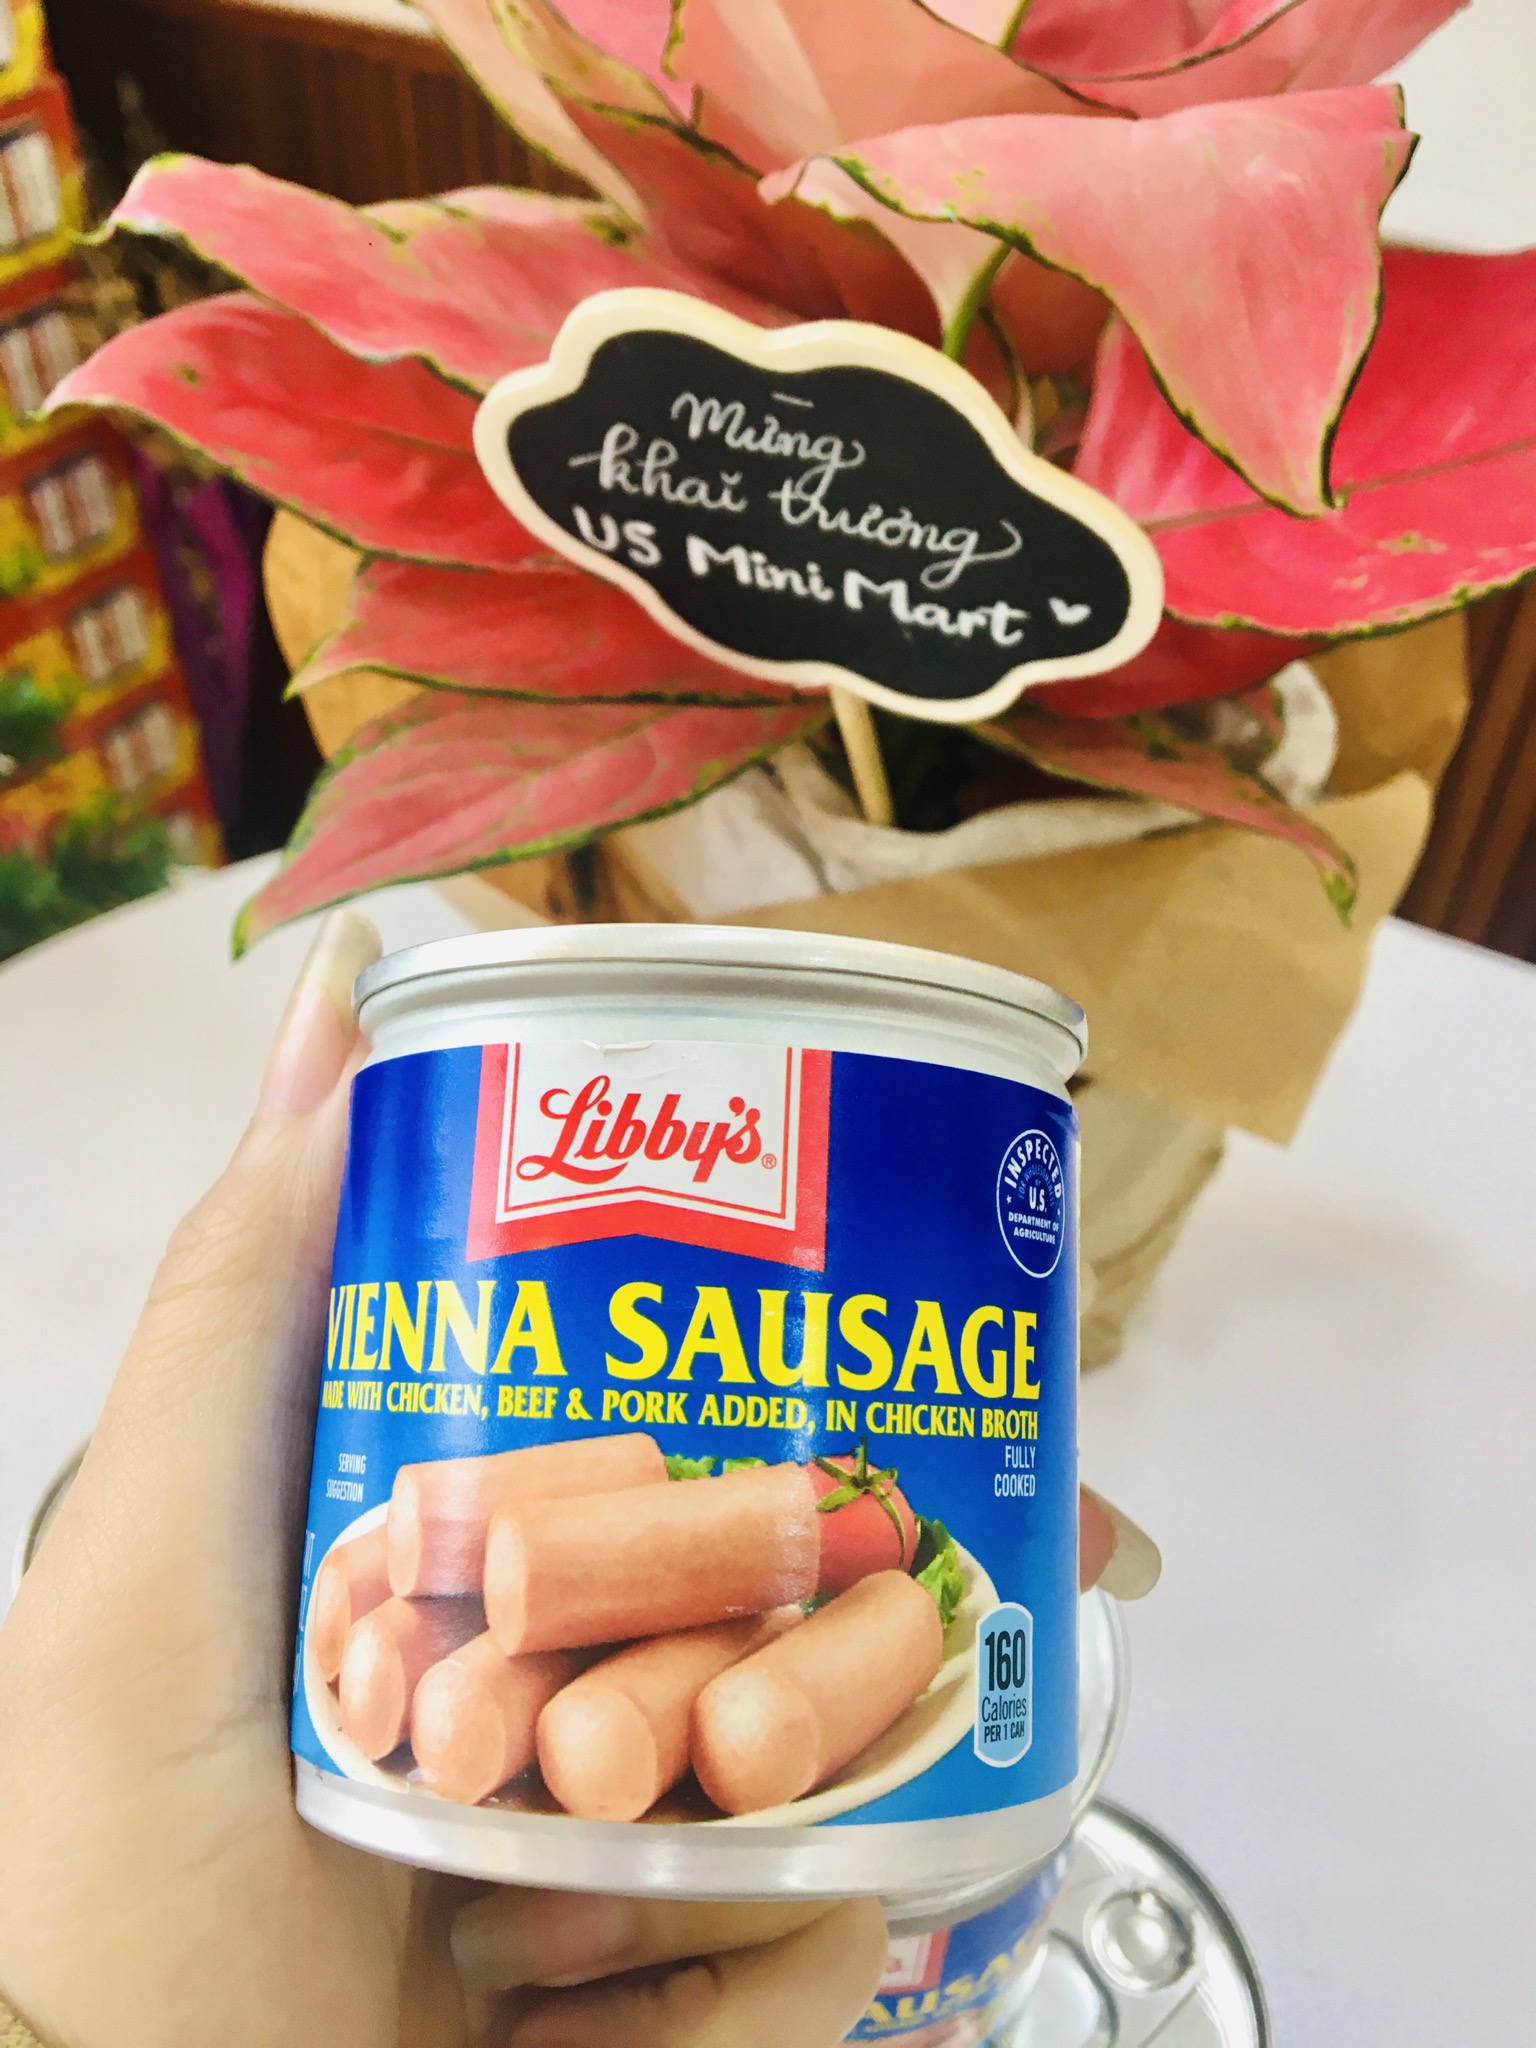 Mừng
khai trương
US Mini Mart
Libby's®
INSPECTED
U.S.
DEPARTMENT OF
AGRICULTURE
VIENNA SAUSAGE
MADE WITH CHICKEN, BEEF & PORK ADDED, IN CHICKEN BROTH
FULLY
COOKED
SERVING
SUGGESTION
160
Calories
PER 1 CAN